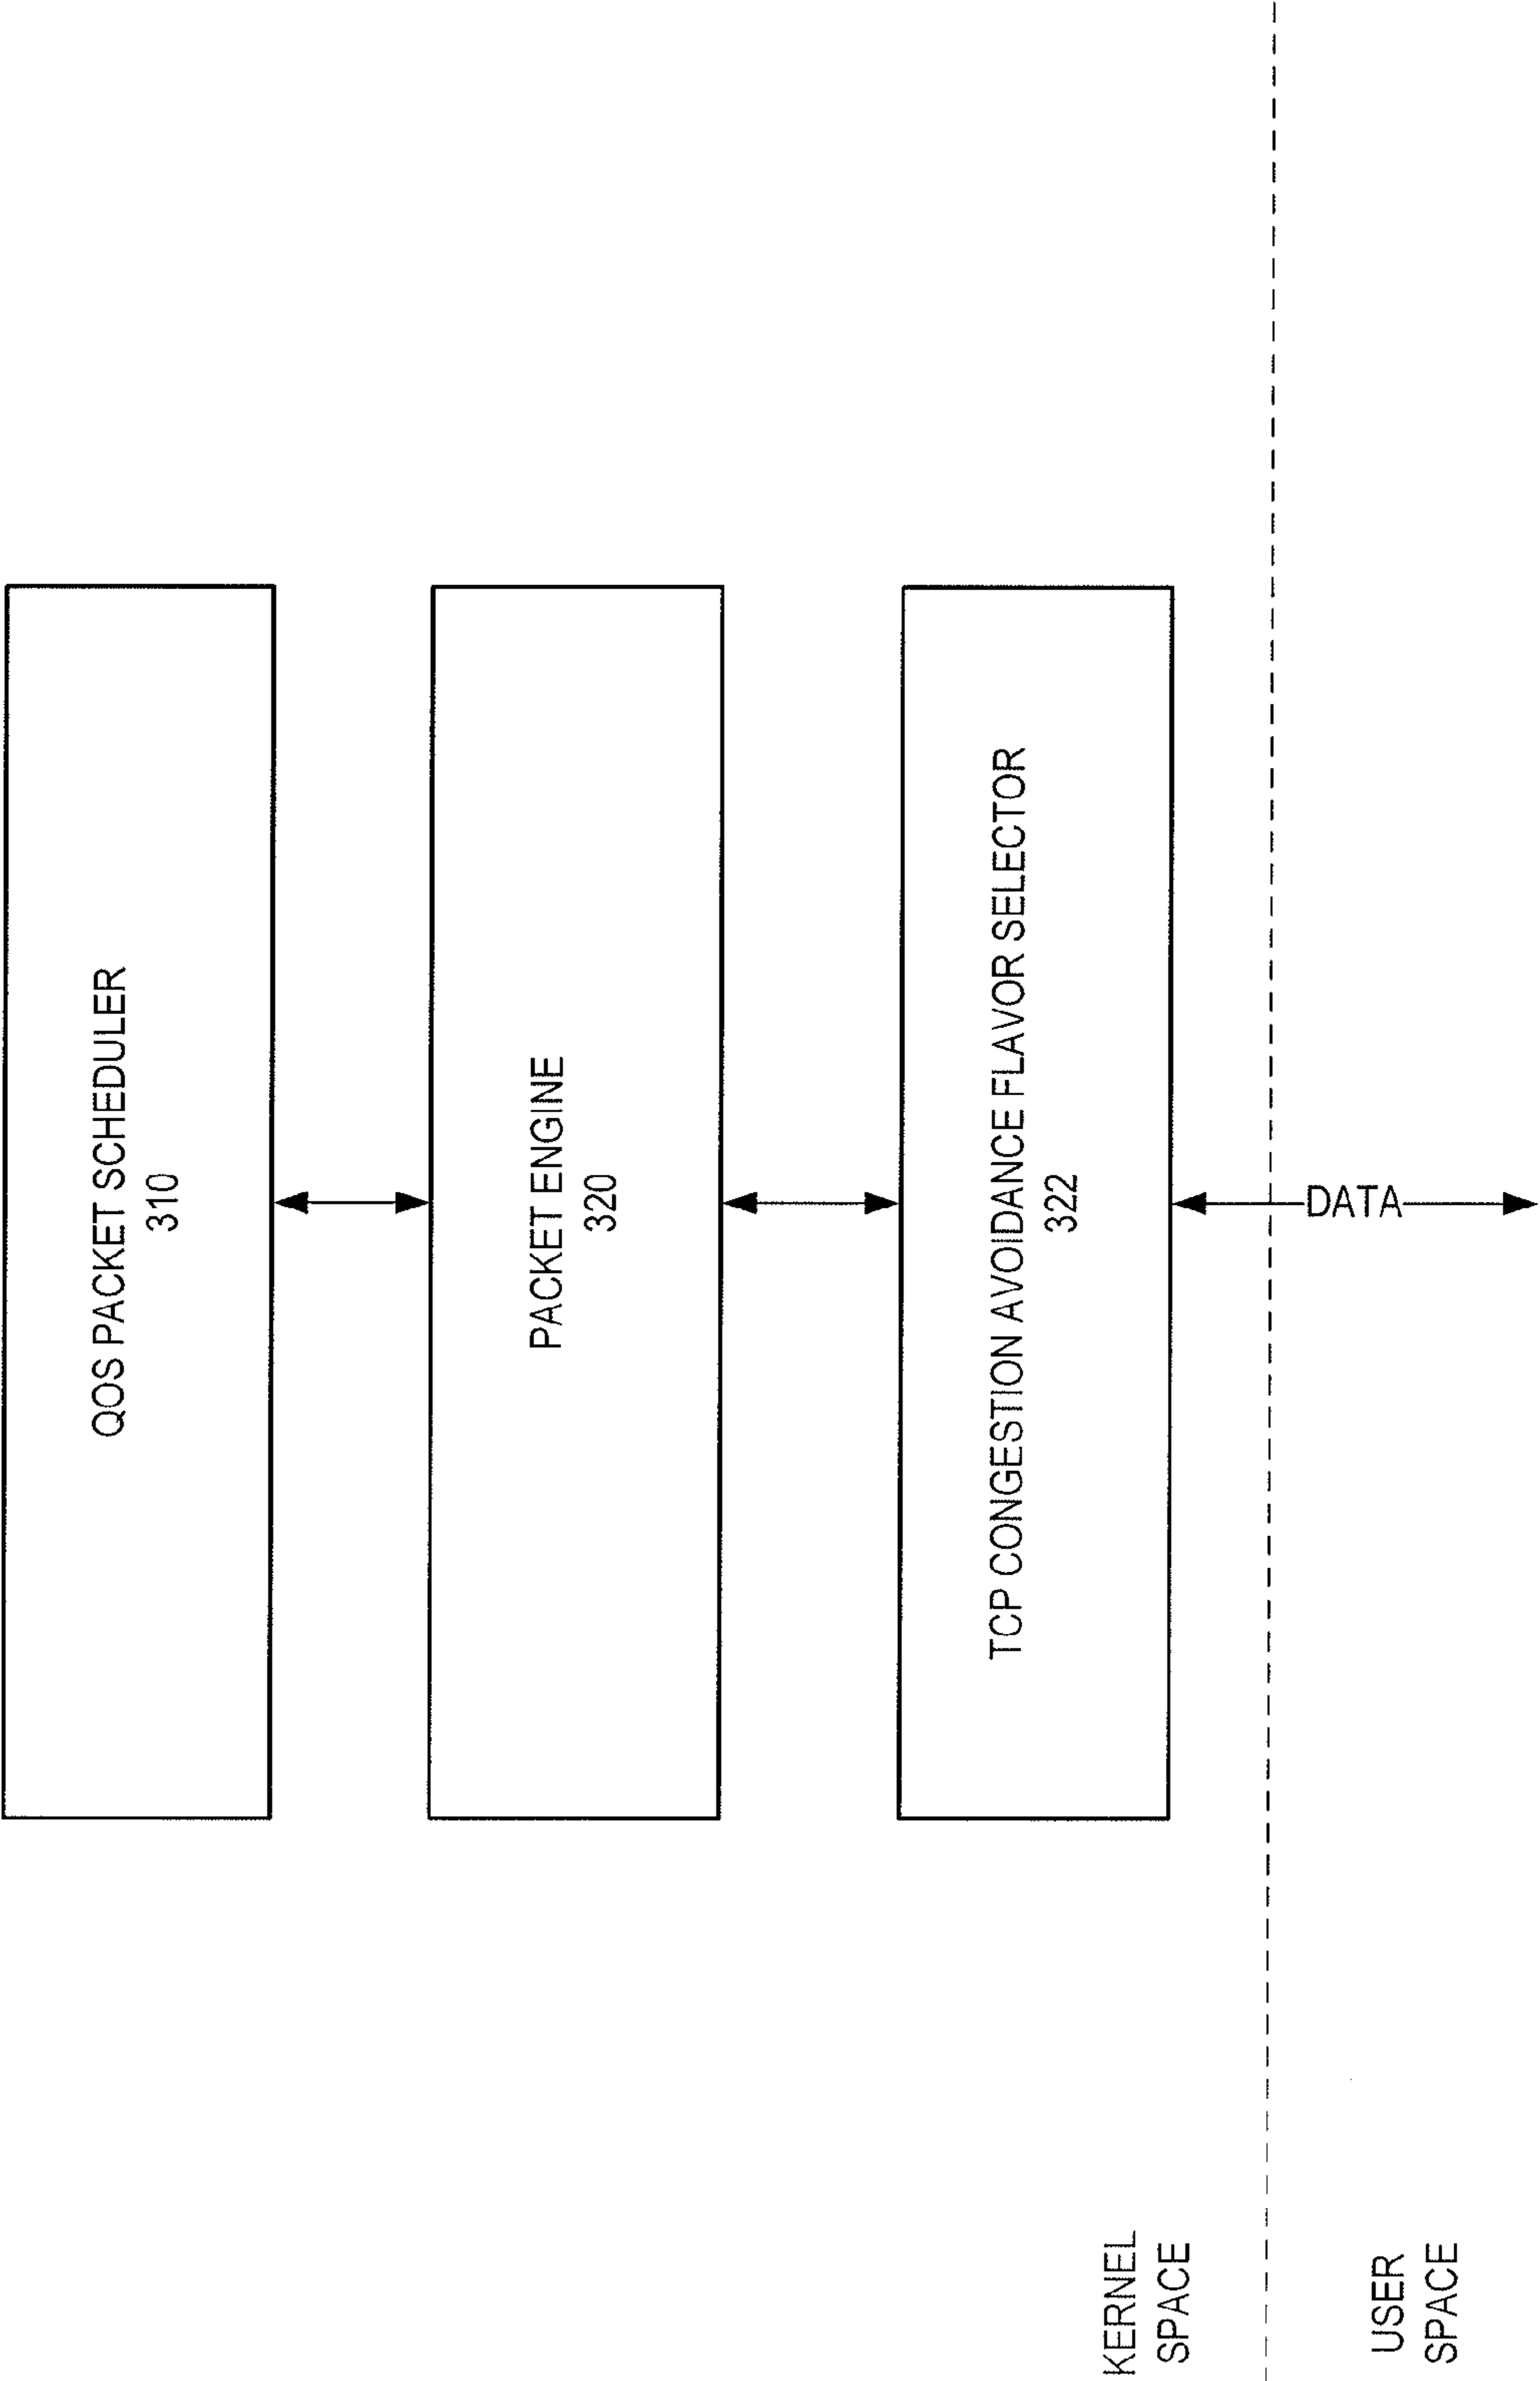 QOS PACKET SCHEDULER
310
PACKET ENGINE
320
TCP CONGESTION AVOIDANCE FLAVOR SELECTOR
322
KERNEL
SPACE
DATA
USER
SPACE